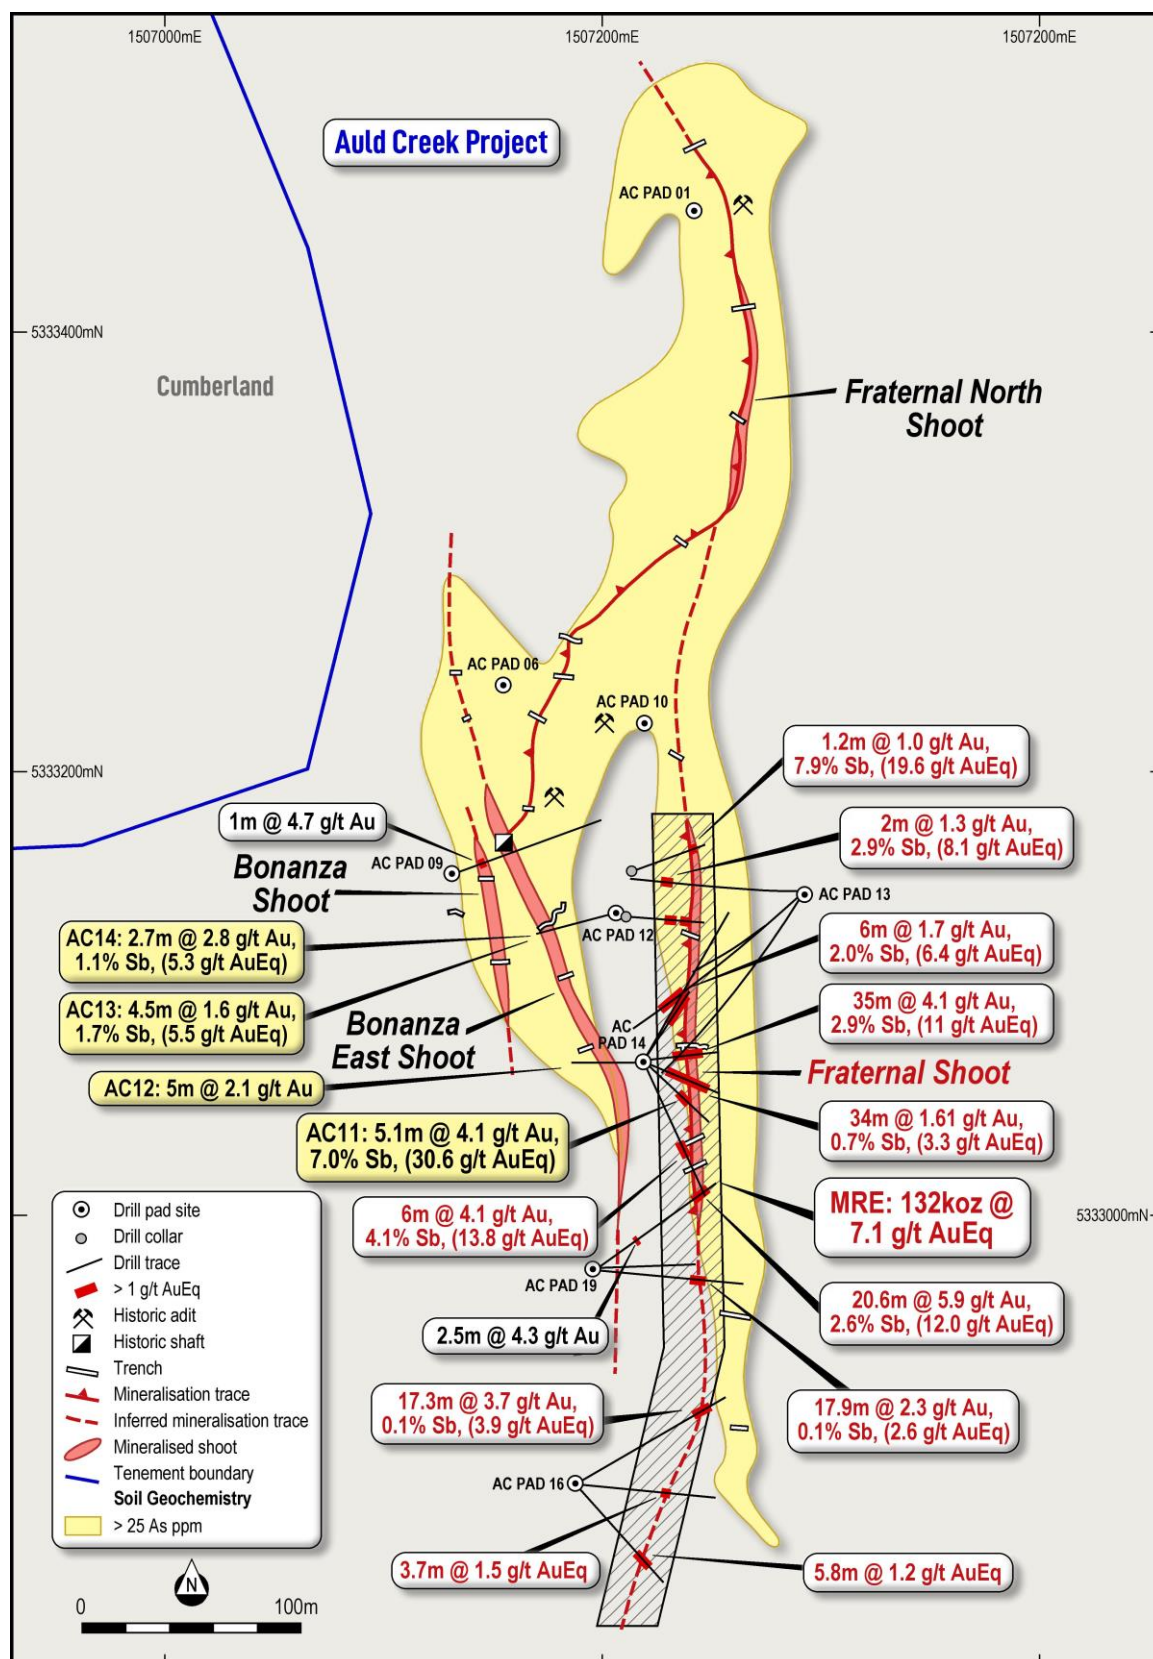 1507000mE
1507200mE
1507200mE
Auld Creek Project
AC PAD 01
5333400mN
Cumberland
Fraternal North
Shoot
AC PAD 06
AC PAD 10
5333200mN
1.2m @ 1.0 g/t Au,
7.9% Sb, (19.6 g/t AuEq)
1m @ 4.7 g/t Au
2m @ 1.3 g/t Au,
2.9% Sb, (8.1 g/t AuEq)
AC PAD 09
Bonanza
Shoot
AC PAD 13
AC PAD 12
AC14: 2.7m @ 2.8 g/t Au,
1.1% Sb, (5.3 g/t AuEq)
6m @ 1.7 g/t Au,
2.0% Sb, (6.4 g/t AuEq)
AC13: 4.5m @ 1.6 g/t Au,
1.7% Sb, (5.5 g/t AuEq)
35m @ 4.1 g/t Au,
2.9% Sb, (11 g/t AuEq)
Bonanza
East Shoot
AC
PAD 14
Fraternal Shoot
AC12: 5m @ 2.1 g/t Au
AC11: 5.1m @ 4.1 g/t Au,
7.0% Sb, (30.6 g/t AuEq)
34m @ 1.61 g/t Au,
0.7% Sb, (3.3 g/t AuEq)
6m @ 4.1 g/t Au,
4.1% Sb, (13.8 g/t AuEq)
MRE: 132koz @
7.1 g/t AuEq
5333000mN
AC PAD 19
2.5m @ 4.3 g/t Au
20.6m @ 5.9 g/t Au,
2.6% Sb, (12.0 g/t AuEq)
17.3m @ 3.7 g/t Au,
0.1% Sb, (3.9 g/t AuEq)
17.9m @ 2.3 g/t Au,
0.1% Sb, (2.6 g/t AuEq)
AC PAD 16
3.7m @ 1.5 g/t AuEq
5.8m @ 1.2 g/t AuEq
Drill pad site
Drill collar
Drill trace
> 1 g/t AuEq
Historic adit
Historic shaft
Trench
Mineralisation trace
Inferred mineralisation trace
Mineralised shoot
Tenement boundary
Soil Geochemistry
> 25 As ppm
N
0 100m